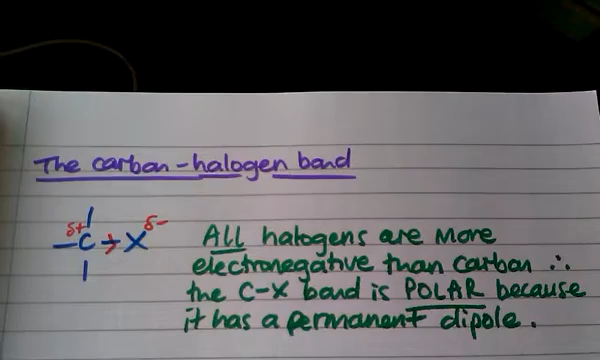 The carbon-halogen bond
δ+ δ-
C X
ALL halogens are more
electronegative than carbon ∴
the C-X bond is POLAR because
it has a permanent dipole.